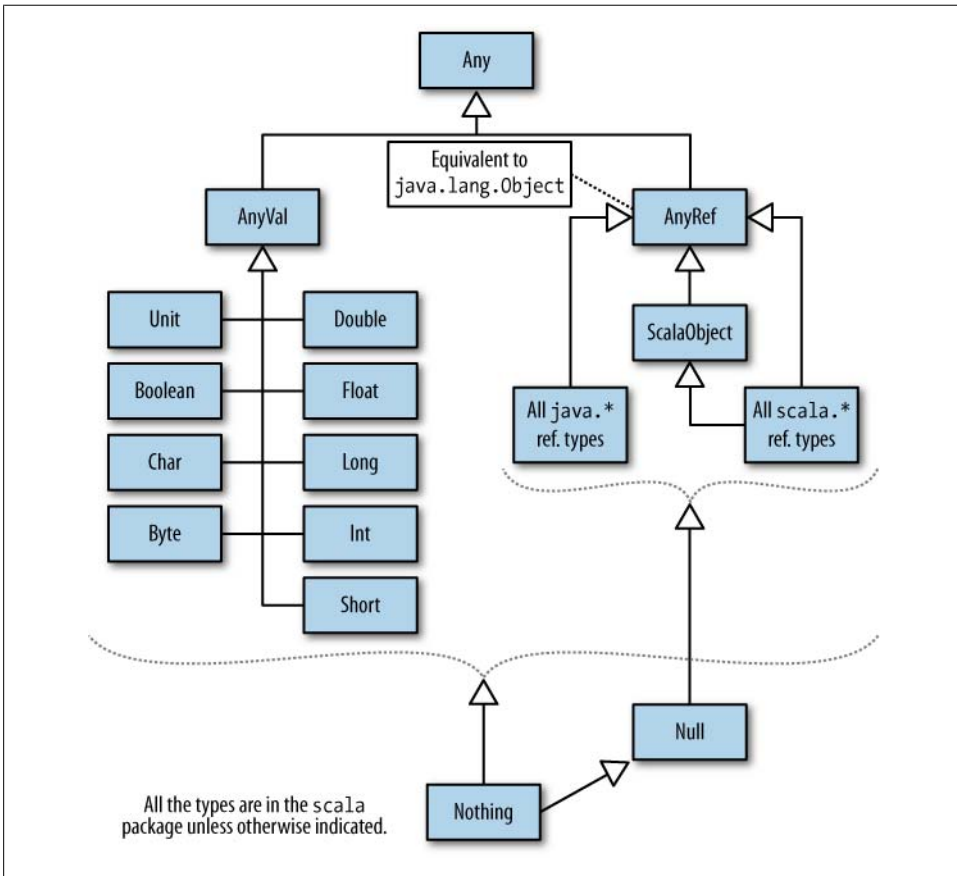 Any
Equivalent to
java.lang.Object
AnyVal
AnyRef
Unit
Double
ScalaObject
Boolean
Float
All java.*
ref. types
All scala.*
ref. types
Char
Long
Byte
Int
Short
Null
Nothing
All the types are in the scala
package unless otherwise indicated.